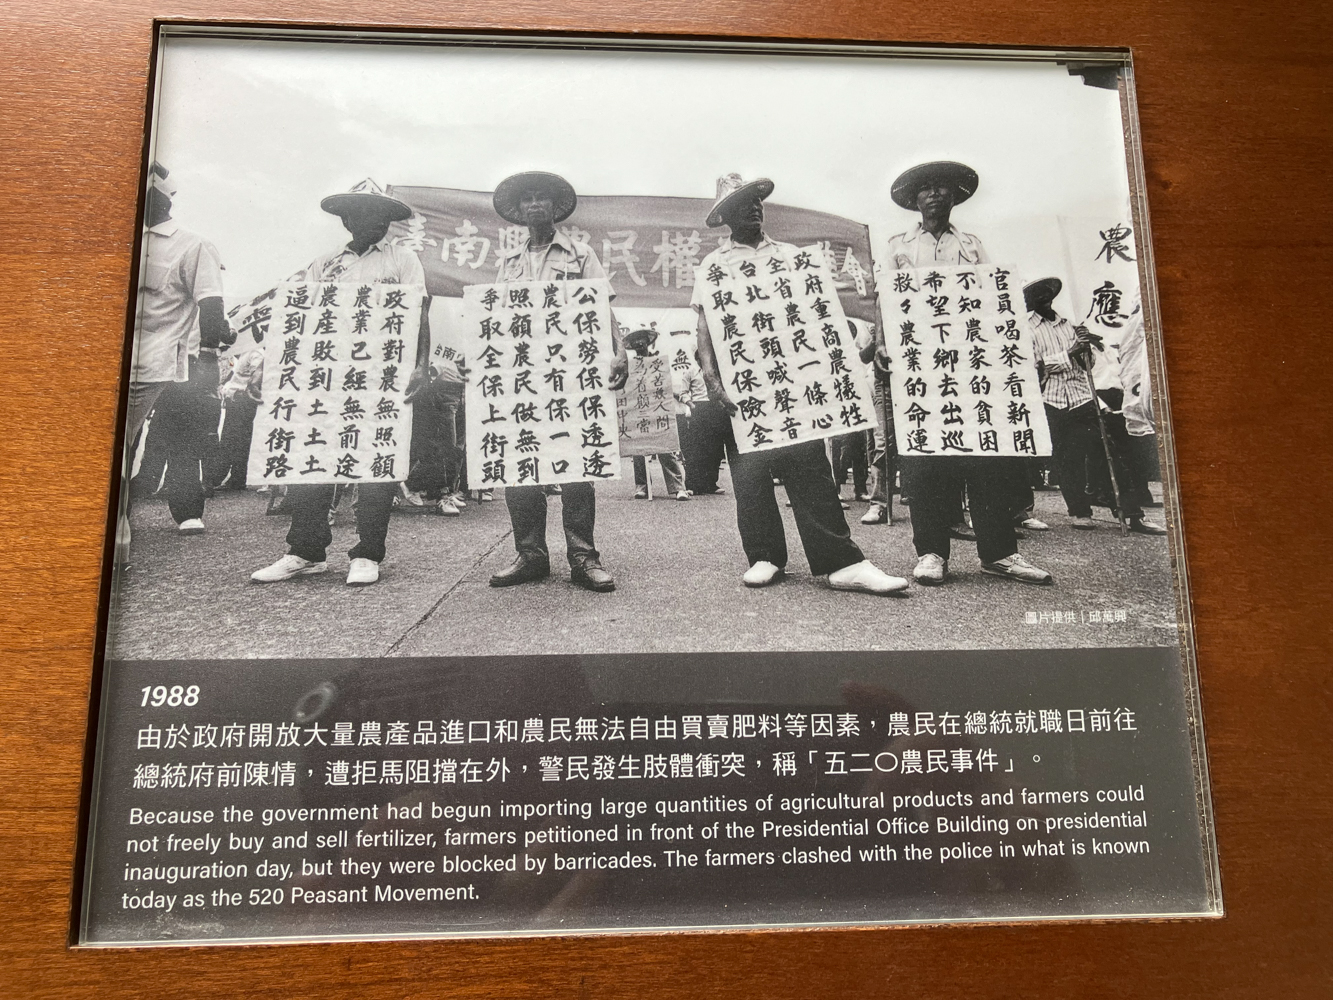 臺南興農民權 會
政府對農無照顧
農業已經無前途
農產敗到土土土
逼到農民行街路
公保勞保保透透
農民只有保一口
照顧農民做無到
爭取全保上街頭
政府重商農犠牲
全省農民一條心
台北街頭喊聲音
爭取農民保險金
官員喝茶看新聞
不知農家的貧困
希望下鄉去出巡
救々農業的命運
農應
圖片提供｜邱萬興
1988
由於政府開放大量農產品進口和農民無法自由買賣肥料等因素，農民在總統就職日前往
總統府前陳情，遭拒馬阻擋在外，警民發生肢體衝突，稱「五二〇農民事件」。
Because the government had begun importing large quantities of agricultural products and farmers could
not freely buy and sell fertilizer, farmers petitioned in front of the Presidential Office Building on presidential
inauguration day, but they were blocked by barricades. The farmers clashed with the police in what is known
today as the 520 Peasant Movement.